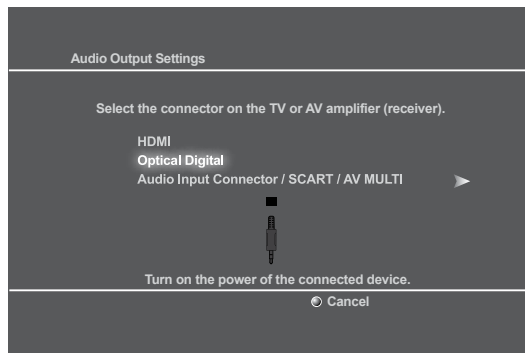 Audio Output Settings
Select the connector on the TV or AV amplifier (receiver).
HDMI
Optical Digital
Audio Input Connector / SCART / AV MULTI
Turn on the power of the connected device.
Cancel